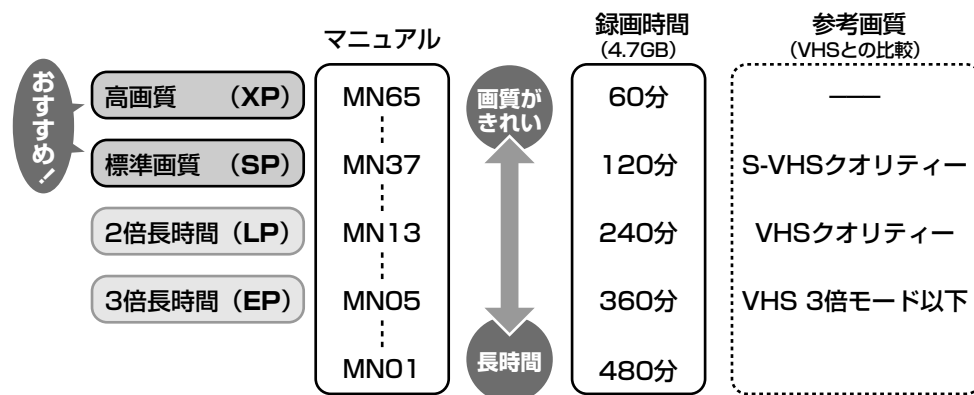 マニュアル
録画時間
(4.7GB)
参考画質
(VHSとの比較)
おすすめ!
高画質 (XP) MN65 画質が きれい 60分 ——
標準画質 (SP) MN37 120分 S-VHSクオリティー
2倍長時間 (LP) MN13 240分 VHSクオリティー
3倍長時間 (EP) MN05 360分 VHS 3倍モード以下
MN01 長時間 480分